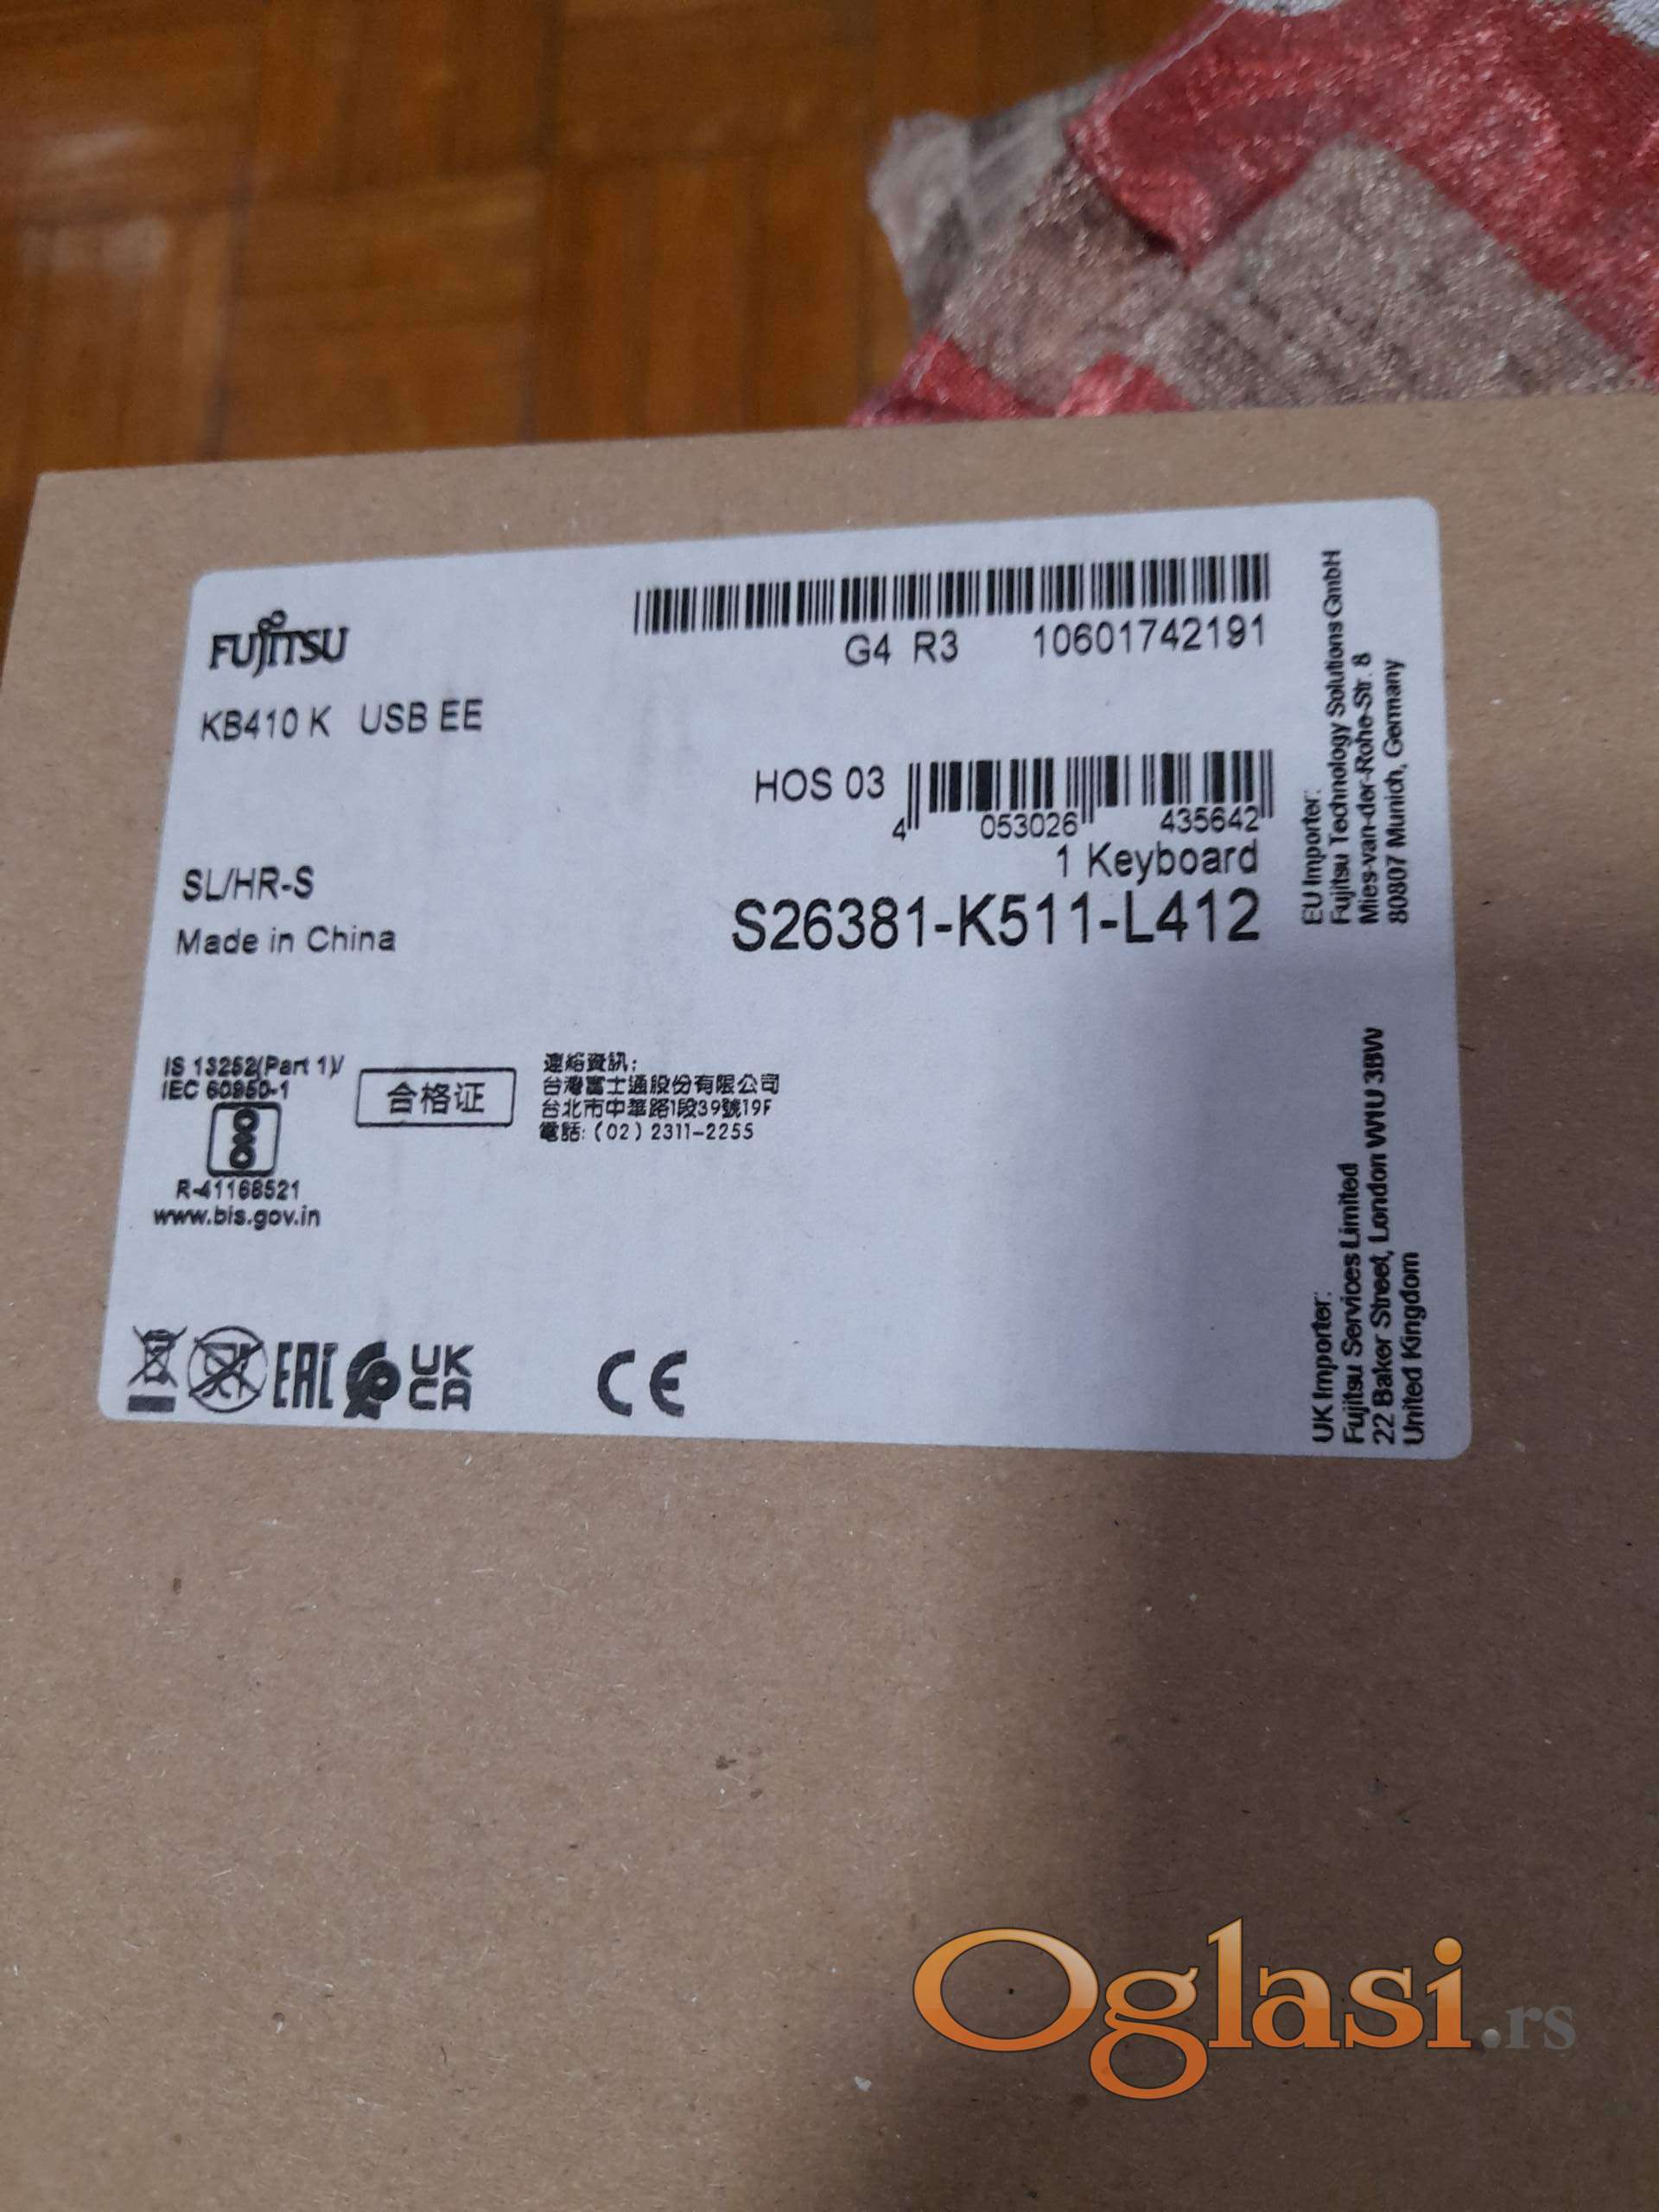 FUJITSU
G4 R3 10601742191
KB410 K USB EE
HOS 03
4 053026 435642
1 Keyboard
SL/HR-S
S26381-K511-L412
Made in China
IS 13252(Part 1)/
IEC 60950-1
R-41168521
www.bis.gov.in
合格证
連絡資訊:
台灣富士通股份有限公司
台北市中華路1段39號19F
電話:(02)2311-2255
EAC
UK
CA
CE
EU Importer:
Fujitsu Technology Solutions GmbH
Mies-van-der-Rohe-Str. 8
80807 Munich, Germany
UK Importer:
Fujitsu Services Limited
22 Baker Street, London W1U 3BW
United Kingdom
Oglasi.rs